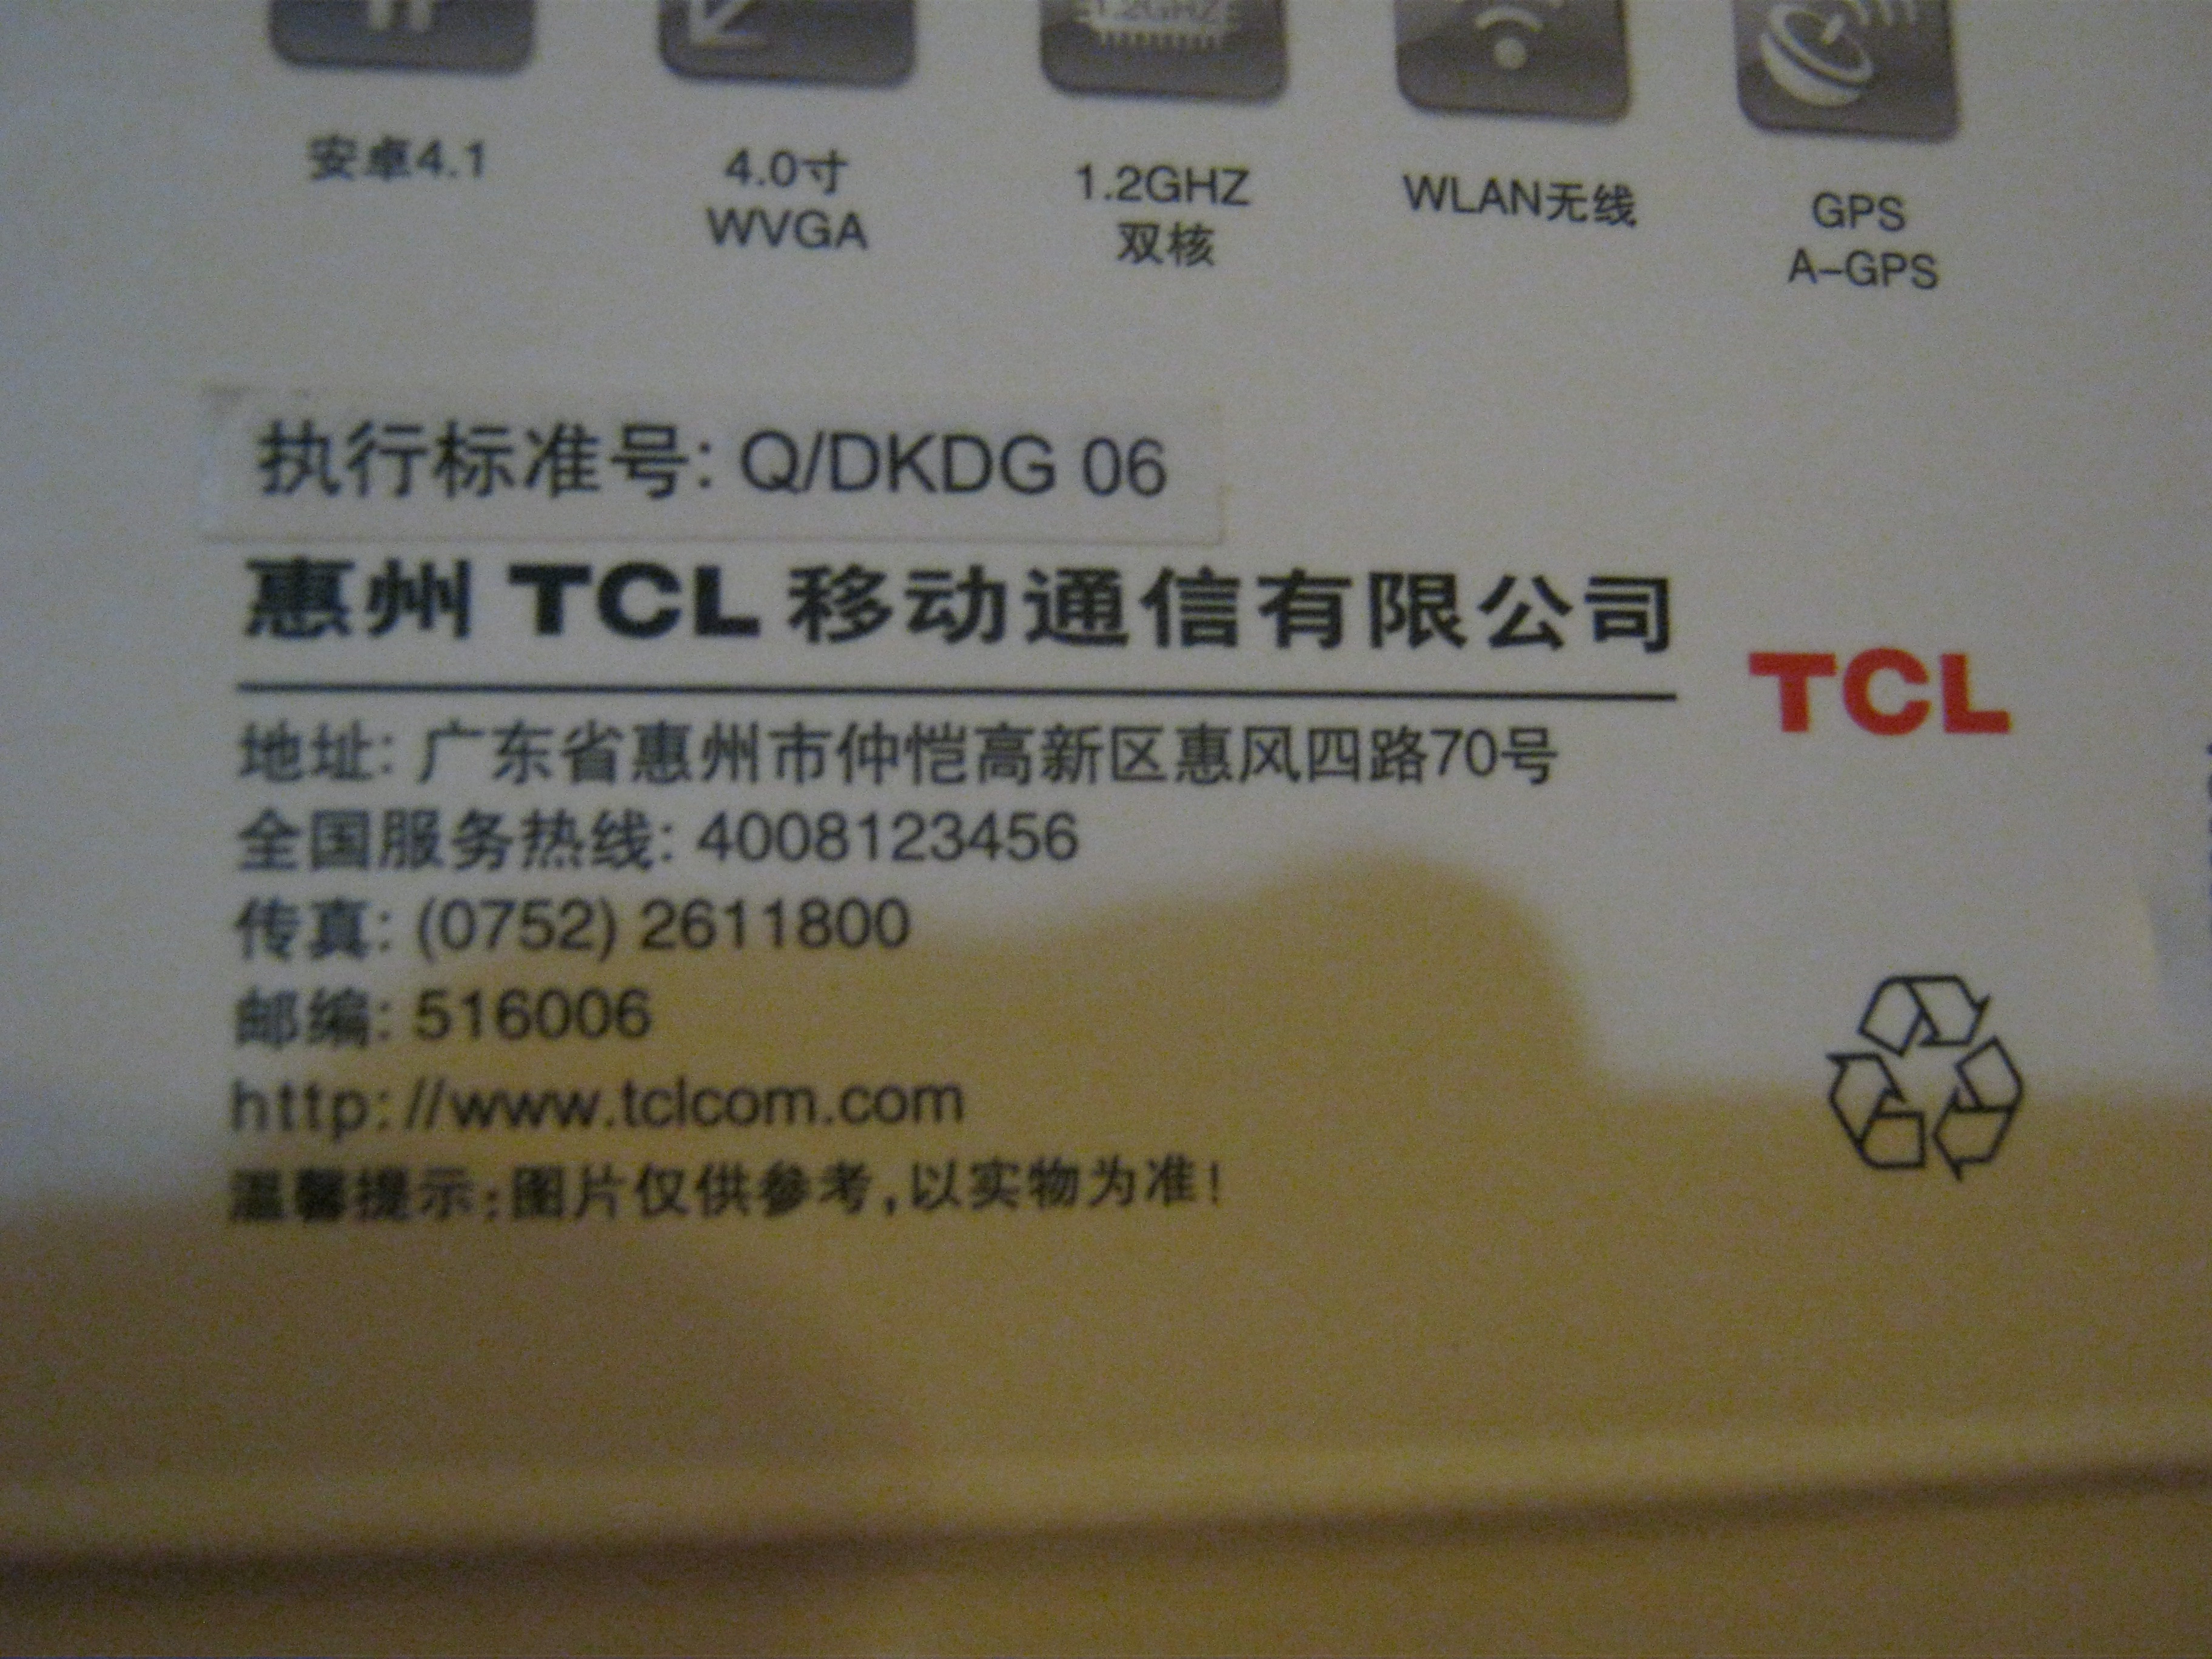 1.2GHZ
安卓4.1
4.0寸
WVGA
1.2GHZ
双核
WLAN无线
GPS
A-GPS
执行标准号: Q/DKDG 06
惠州 TCL 移动通信有限公司
TCL
地址: 广东省惠州市仲恺高新区惠风四路70号
全国服务热线: 4008123456
传真: (0752) 2611800
邮编: 516006
http: //www.tclcom.com
温馨提示:图片仅供参考,以实物为准!